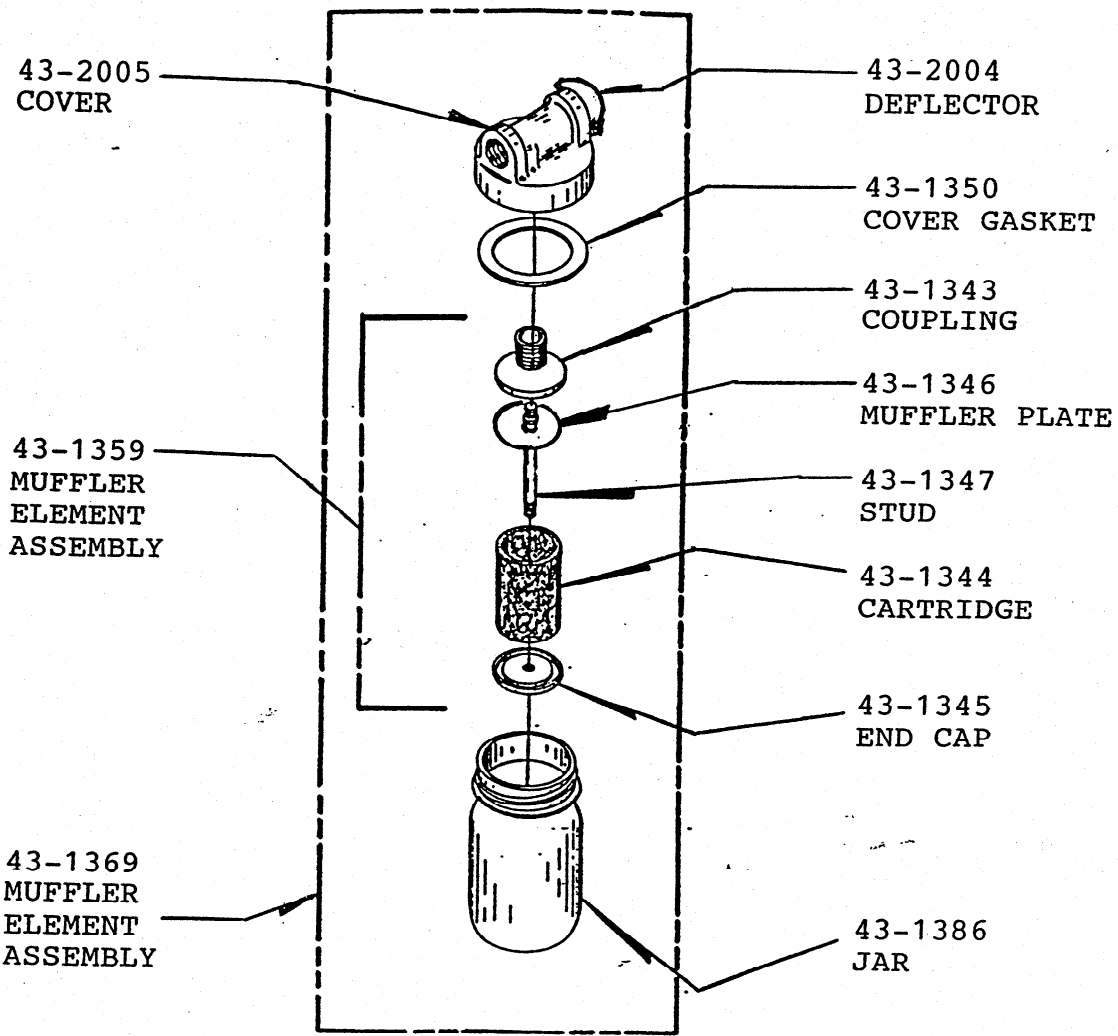 43-2005
COVER
43-2004
DEFLECTOR
43-1350
COVER GASKET
43-1343
COUPLING
43-1346
MUFFLER PLATE
43-1359
MUFFLER
ELEMENT
ASSEMBLY
43-1347
STUD
43-1344
CARTRIDGE
43-1345
END CAP
43-1369
MUFFLER
ELEMENT
ASSEMBLY
43-1386
JAR